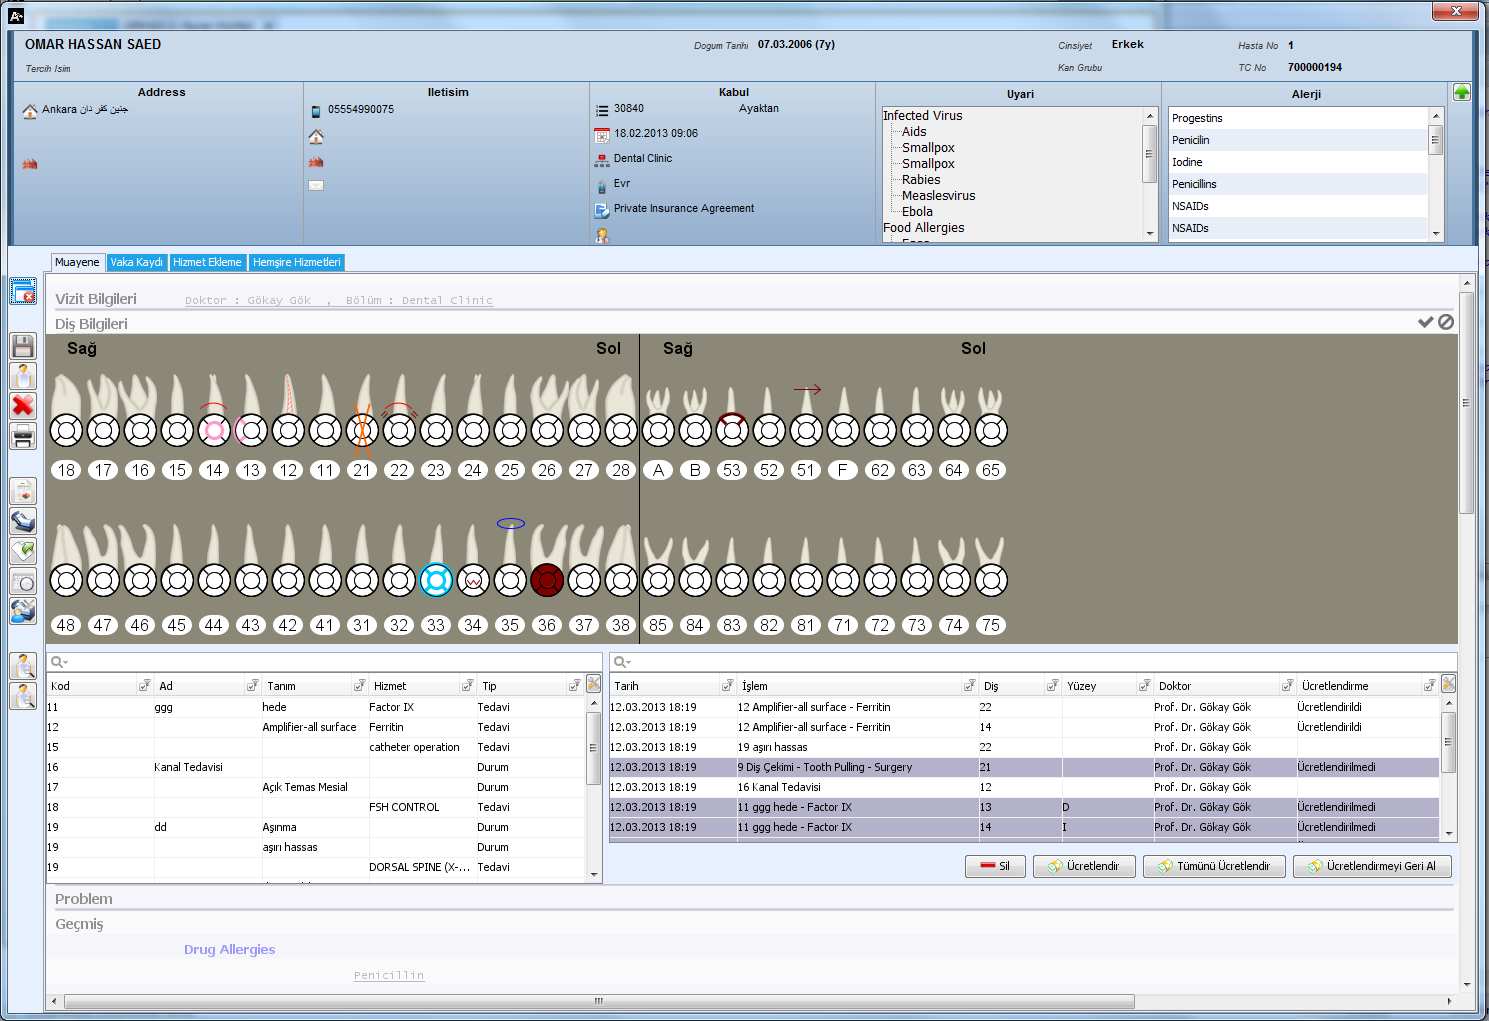 A+
OMAR HASSAN SAED
Dogum Tarihi 07.03.2006 (7y)
Cinsiyet Erkek
Hasta No 1
Tercih Isim
Kan Grubu
TC No 700000194
Address
Iletisim
Kabul
Uyari
Alerji
Ankara جنين كفر دان
05554990075
30840 Ayaktan
18.02.2013 09:06
Dental Clinic
Evr
Private Insurance Agreement
Infected Virus
Aids
Smallpox
Smallpox
Rabies
Measlesvirus
Ebola
Food Allergies
Progestins
Penicilin
Iodine
Penicillins
NSAIDs
NSAIDs
Muayene Vaka Kaydı Hizmet Ekleme Hemşire Hizmetleri
Vizit Bilgileri Doktor : Gökay Gök , Bölüm : Dental Clinic
Diş Bilgileri
Sağ Sol Sağ Sol
18 17 16 15 14 13 12 11 21 22 23 24 25 26 27 28 A B 53 52 51 F 62 63 64 65
48 47 46 45 44 43 42 41 31 32 33 34 35 36 37 38 85 84 83 82 81 71 72 73 74 75
Kod Ad Tanım Hizmet Tip
11 ggg hede Factor IX Tedavi
12 Amplifier-all surface Ferritin Tedavi
15 catheter operation Tedavi
16 Kanal Tedavisi Durum
17 Açık Temas Mesial Durum
18 FSH CONTROL Tedavi
19 dd Aşınma Durum
19 aşırı hassas Durum
19 DORSAL SPINE (X-... Tedavi
Tarih İşlem Diş Yüzey Doktor Ücretlendirme
12.03.2013 18:19 12 Amplifier-all surface - Ferritin 22 Prof. Dr. Gökay Gök Ücretlendirildi
12.03.2013 18:19 12 Amplifier-all surface - Ferritin 14 Prof. Dr. Gökay Gök Ücretlendirildi
12.03.2013 18:19 19 aşırı hassas 22 Prof. Dr. Gökay Gök
12.03.2013 18:19 9 Diş Çekimi - Tooth Pulling - Surgery 21 Prof. Dr. Gökay Gök Ücretlendirilmedi
12.03.2013 18:19 16 Kanal Tedavisi 12 Prof. Dr. Gökay Gök
12.03.2013 18:19 11 ggg hede - Factor IX 13 D Prof. Dr. Gökay Gök Ücretlendirilmedi
12.03.2013 18:19 11 ggg hede - Factor IX 14 I Prof. Dr. Gökay Gök Ücretlendirilmedi
Sil Ücretlendir Tümünü Ücretlendir Ücretlendirmeyi Geri Al
Problem
Geçmiş
Drug Allergies
Penicillin